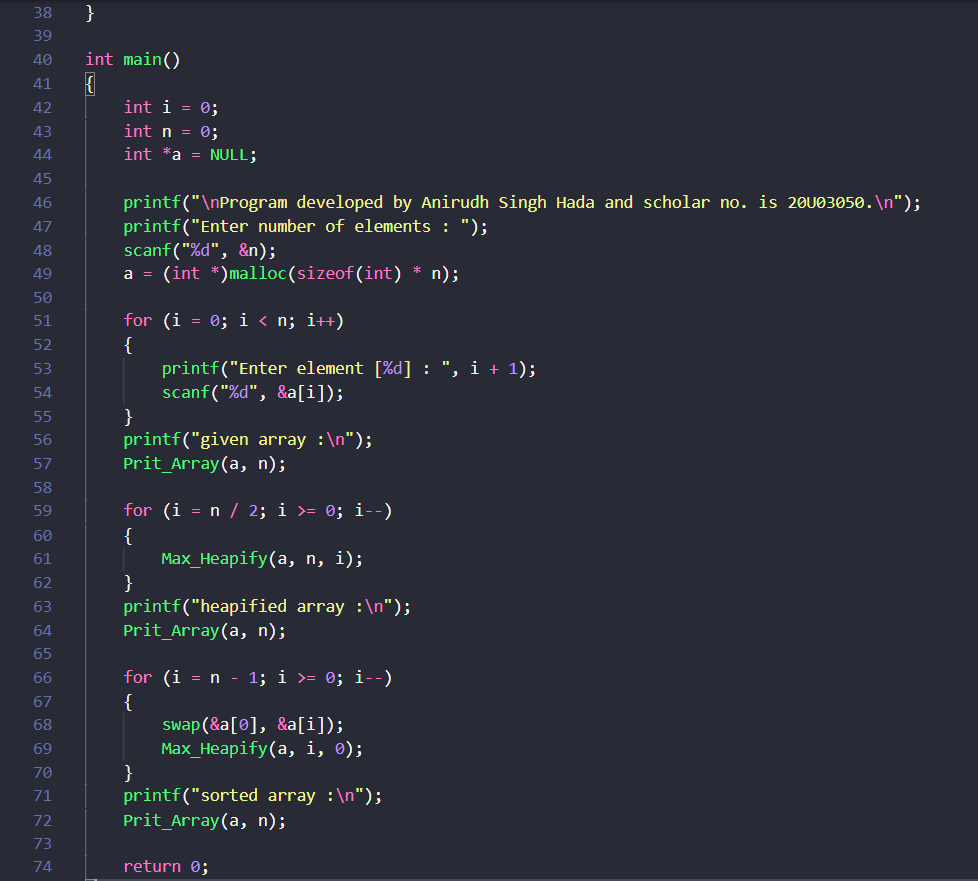 38 }
39
40 int main()
41 {
42 int i = 0;
43 int n = 0;
44 int *a = NULL;
45
46 printf("\nProgram developed by Anirudh Singh Hada and scholar no. is 20U03050.\n");
47 printf("Enter number of elements : ");
48 scanf("%d", &n);
49 a = (int *)malloc(sizeof(int) * n);
50
51 for (i = 0; i < n; i++)
52 {
53 printf("Enter element [%d] : ", i + 1);
54 scanf("%d", &a[i]);
55 }
56 printf("given array :\n");
57 Prit_Array(a, n);
58
59 for (i = n / 2; i >= 0; i--)
60 {
61 Max_Heapify(a, n, i);
62 }
63 printf("heapified array :\n");
64 Prit_Array(a, n);
65
66 for (i = n - 1; i >= 0; i--)
67 {
68 swap(&a[0], &a[i]);
69 Max_Heapify(a, i, 0);
70 }
71 printf("sorted array :\n");
72 Prit_Array(a, n);
73
74 return 0;